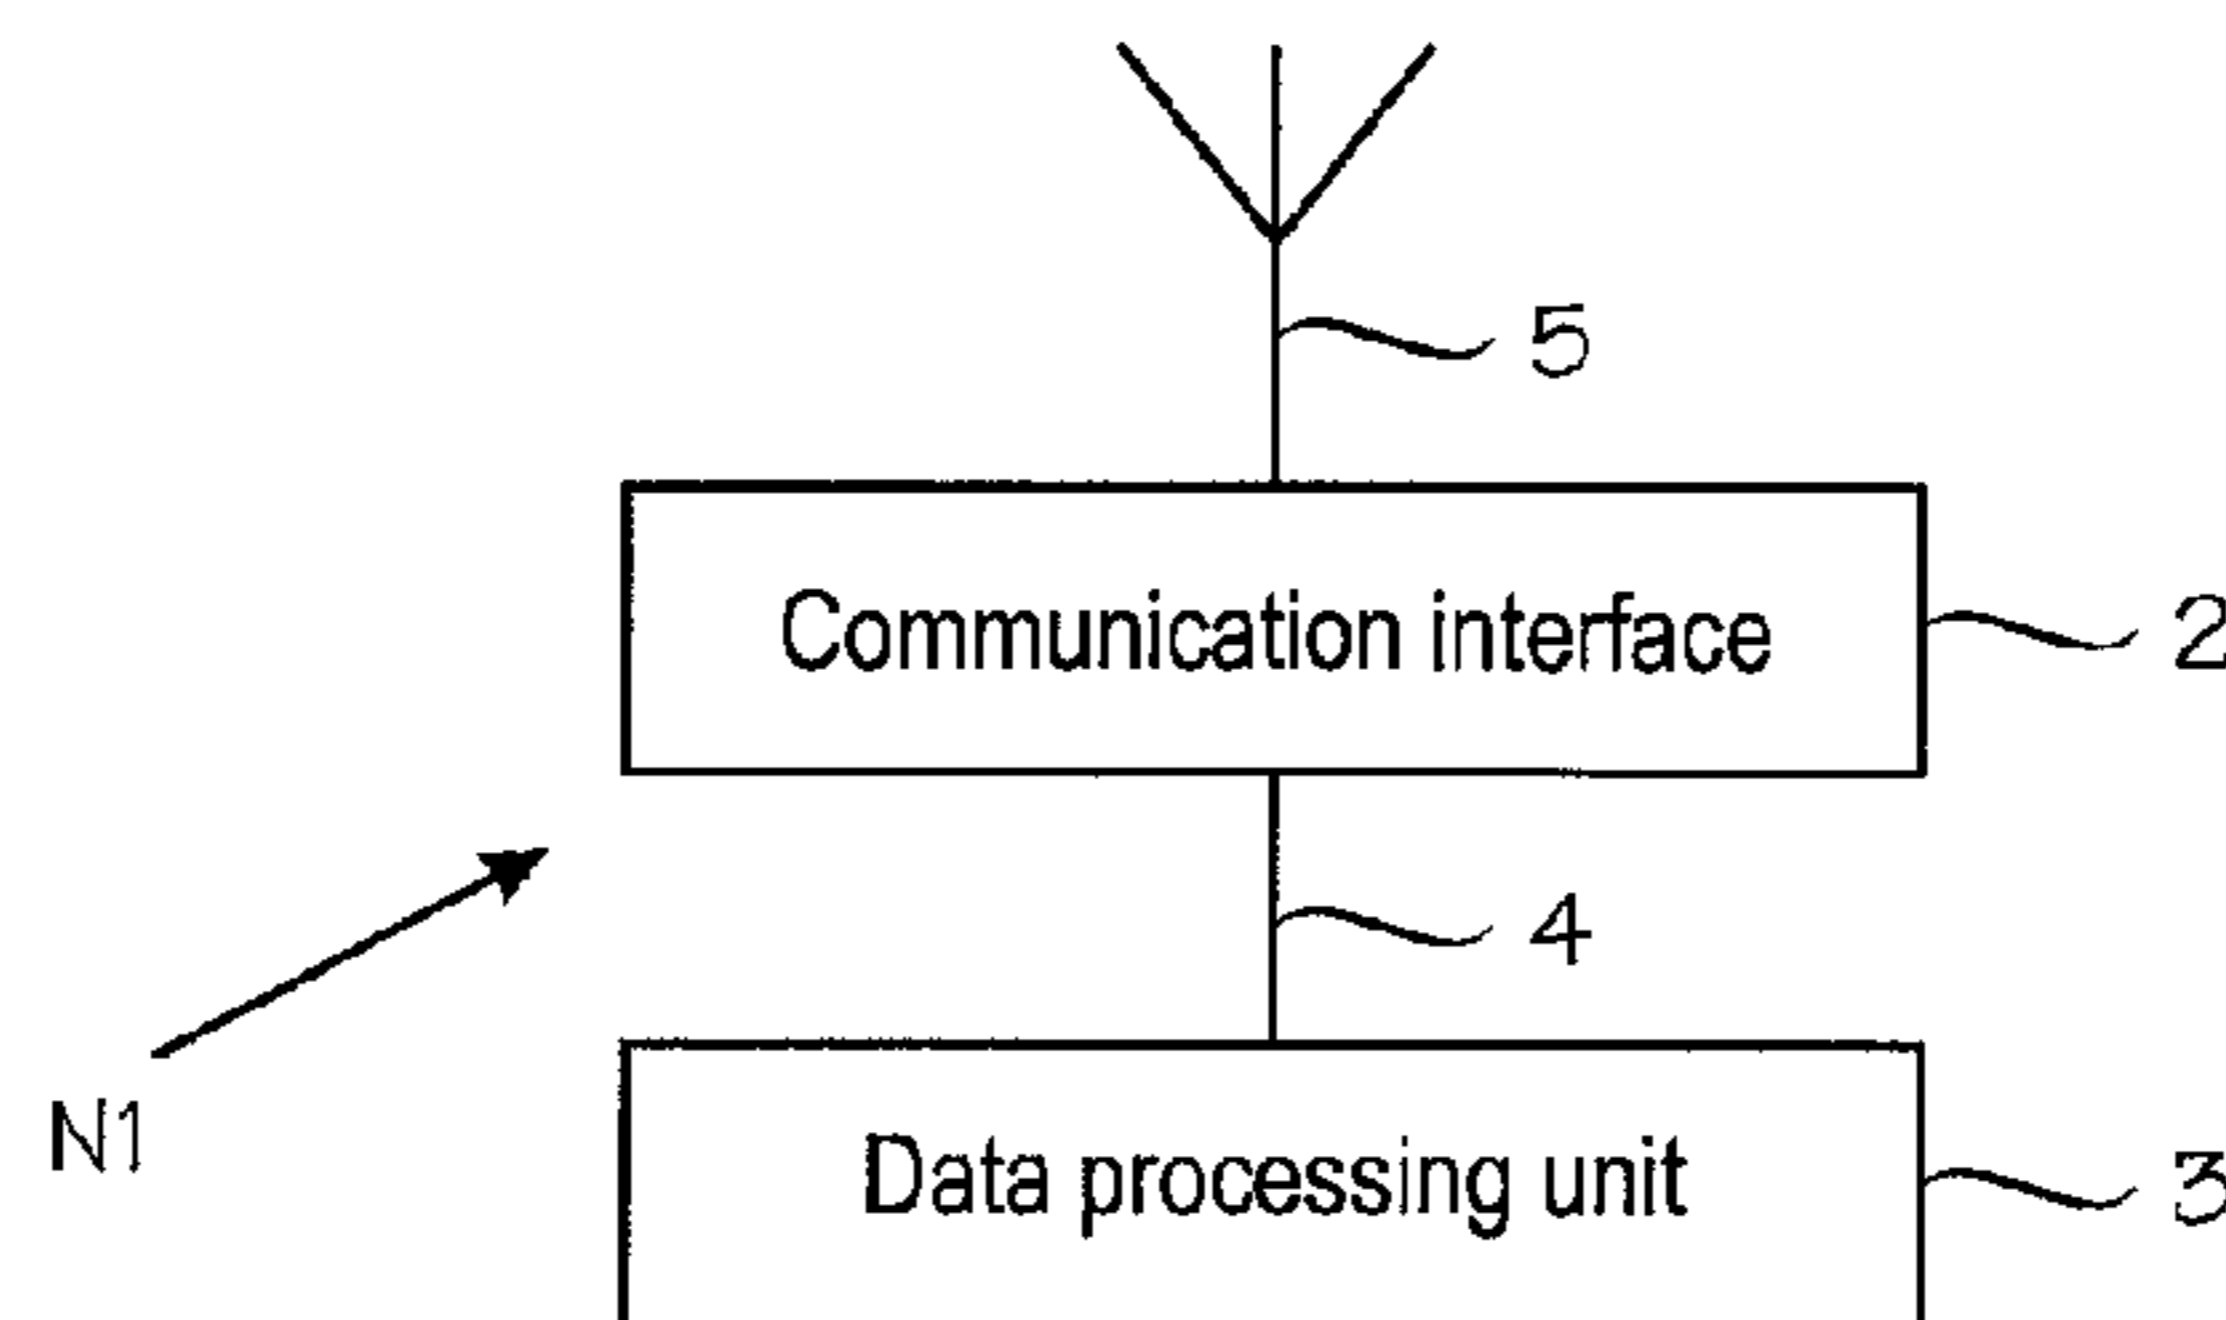 5
Communication interface
2
4
N1
Data processing unit
3